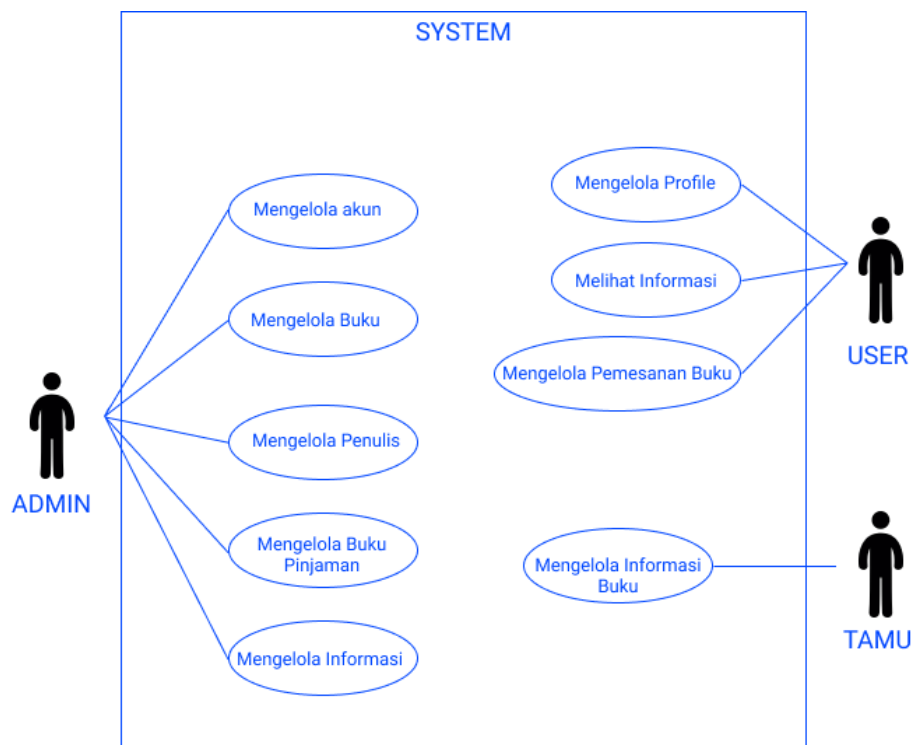 SYSTEM
Mengelola akun
Mengelola Buku
Mengelola Penulis
Mengelola Buku
Pinjaman
Mengelola Informasi
ADMIN
Mengelola Profile
Melihat Informasi
Mengelola Pemesanan Buku
USER
Mengelola Informasi
Buku
TAMU